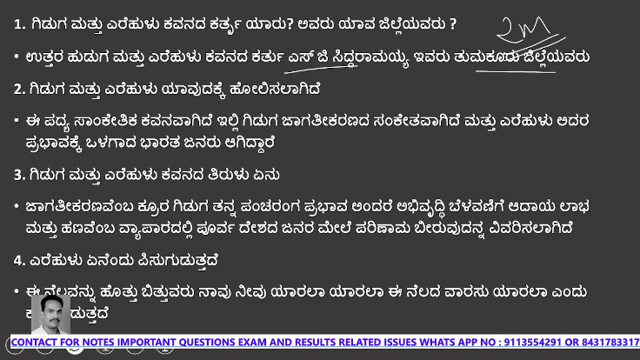 1. ಗಿಡುಗ ಮತ್ತು ಎರೆಹುಳು ಕವನದ ಕರ್ತೃ ಯಾರು? ಅವರು ಯಾವ ಜಿಲ್ಲೆಯವರು ?
2M
• ಉತ್ತರ ಹುಡುಗ ಮತ್ತು ಎರೆಹುಳು ಕವನದ ಕರ್ತು ಎಸ್ ಜಿ ಸಿದ್ದರಾಮಯ್ಯ ಇವರು ತುಮಕೂರು ಜಿಲ್ಲೆಯವರು
2. ಗಿಡುಗ ಮತ್ತು ಎರೆಹುಳು ಯಾವುದಕ್ಕೆ ಹೋಲಿಸಲಾಗಿದೆ
• ಈ ಪದ್ಯ ಸಾಂಕೇತಿಕ ಕವನವಾಗಿದೆ ಇಲ್ಲಿ ಗಿಡುಗ ಜಾಗತೀಕರಣದ ಸಂಕೇತವಾಗಿದೆ ಮತ್ತು ಎರೆಹುಳು ಅದರ
ಪ್ರಭಾವಕ್ಕೆ ಒಳಗಾದ ಭಾರತ ಜನರು ಆಗಿದ್ದಾರೆ
3. ಗಿಡುಗ ಮತ್ತು ಎರೆಹುಳು ಕವನದ ತಿರುಳು ಏನು
• ಜಾಗತೀಕರಣವೆಂಬ ಕ್ರೂರ ಗಿಡುಗ ತನ್ನ ಪಂಚರಂಗ ಪ್ರಭಾವ ಅಂದರೆ ಅಭಿವೃದ್ಧಿ ಬೆಳವಣಿಗೆ ಆದಾಯ ಲಾಭ
ಮತ್ತು ಹಣವೆಂಬ ವ್ಯಾಪಾರದಲ್ಲಿ ಪೂರ್ವ ದೇಶದ ಜನರ ಮೇಲೆ ಪರಿಣಾಮ ಬೀರುವುದನ್ನ ವಿವರಿಸಲಾಗಿದೆ
4. ಎರೆಹುಳು ಏನೆಂದು ಪಿಸುಗುಡುತ್ತದೆ
• ಈ ನೆಲವನ್ನು ಹೊತ್ತು ಬಿತ್ತುವರು ನಾವು ನೀವು ಯಾರಲಾ ಯಾರಲಾ ಈ ನೆಲದ ವಾರಸು ಯಾರಲಾ ಎಂದು
CONTACT FOR NOTES IMPORTANT QUESTIONS EXAM AND RESULTS RELATED ISSUES WHATS APP NO : 9113554291 OR 8431783317